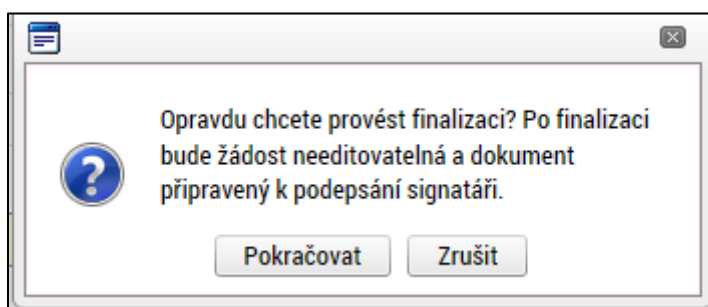 Opravdu chcete provést finalizaci? Po finalizaci
bude žádost needitovatelná a dokument
připravený k podepsání signatáři.
Pokračovat
Zrušit